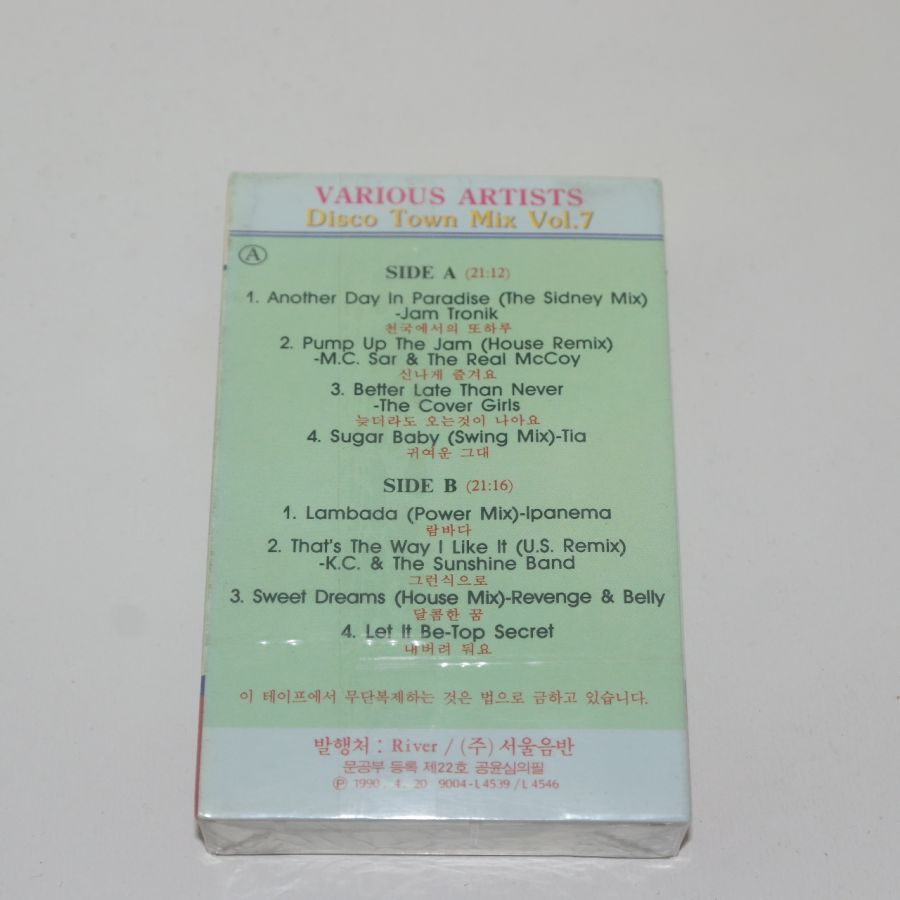 VARIOUS ARTISTS
Disco Town Mix Vol.7
A
SIDE A (21:12)
1. Another Day In Paradise (The Sidney Mix)
-Jam Tronik
천국에서의 또하루
2. Pump Up The Jam (House Remix)
-M.C. Sar & The Real McCoy
신나게 즐겨요
3. Better Late Than Never
-The Cover Girls
늦더라도 오는것이 나아요
4. Sugar Baby (Swing Mix)-Tia
귀여운 그대
SIDE B (21:16)
1. Lambada (Power Mix)-Ipanema
람바다
2. That's The Way I Like It (U.S. Remix)
-K.C. & The Sunshine Band
그런식으로
3. Sweet Dreams (House Mix)-Revenge & Belly
달콤한 꿈
4. Let It Be-Top Secret
내버려 둬요
이 테이프에서 무단복제하는 것은 법으로 금하고 있습니다.
발행처 : River / (주) 서울음반
문공부 등록 제22호 공윤심의필
Ⓟ 1990. 4. 20 9004-L4539/L4546